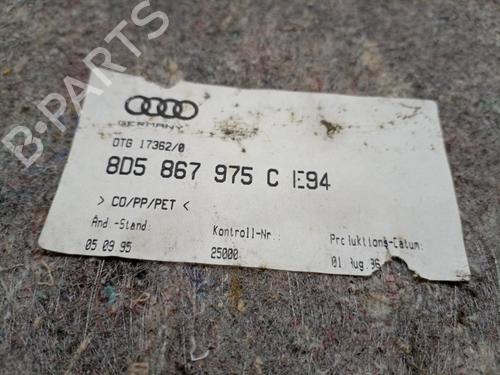 GERMANY
DTG 17362/0
8D5 867 975 C E94
> CO/PP/PET <
Änd.-Stand:
05 09 95
Kontroll-Nr.:
25000
Produktions-Datum:
01 Aug.96
B-Parts